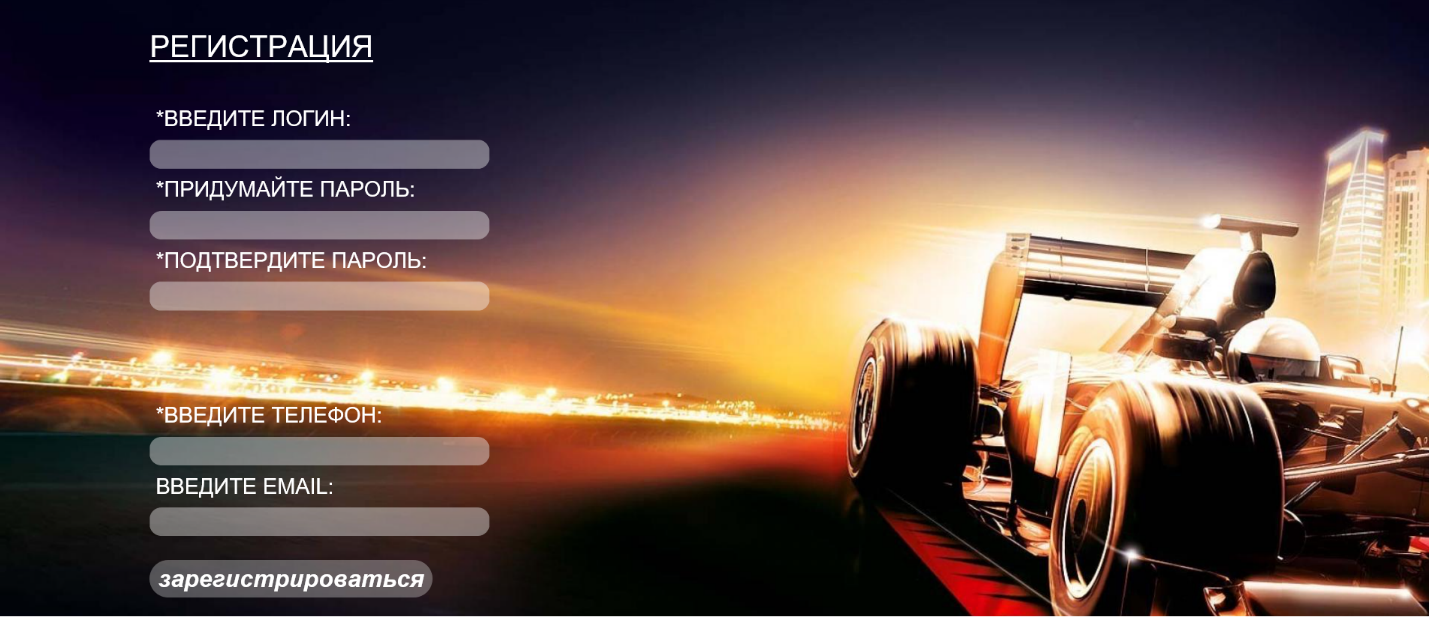 РЕГИСТРАЦИЯ
*ВВЕДИТЕ ЛОГИН:
*ПРИДУМАЙТЕ ПАРОЛЬ:
*ПОДТВЕРДИТЕ ПАРОЛЬ:
*ВВЕДИТЕ ТЕЛЕФОН:
ВВЕДИТЕ EMAIL:
зарегистрироваться